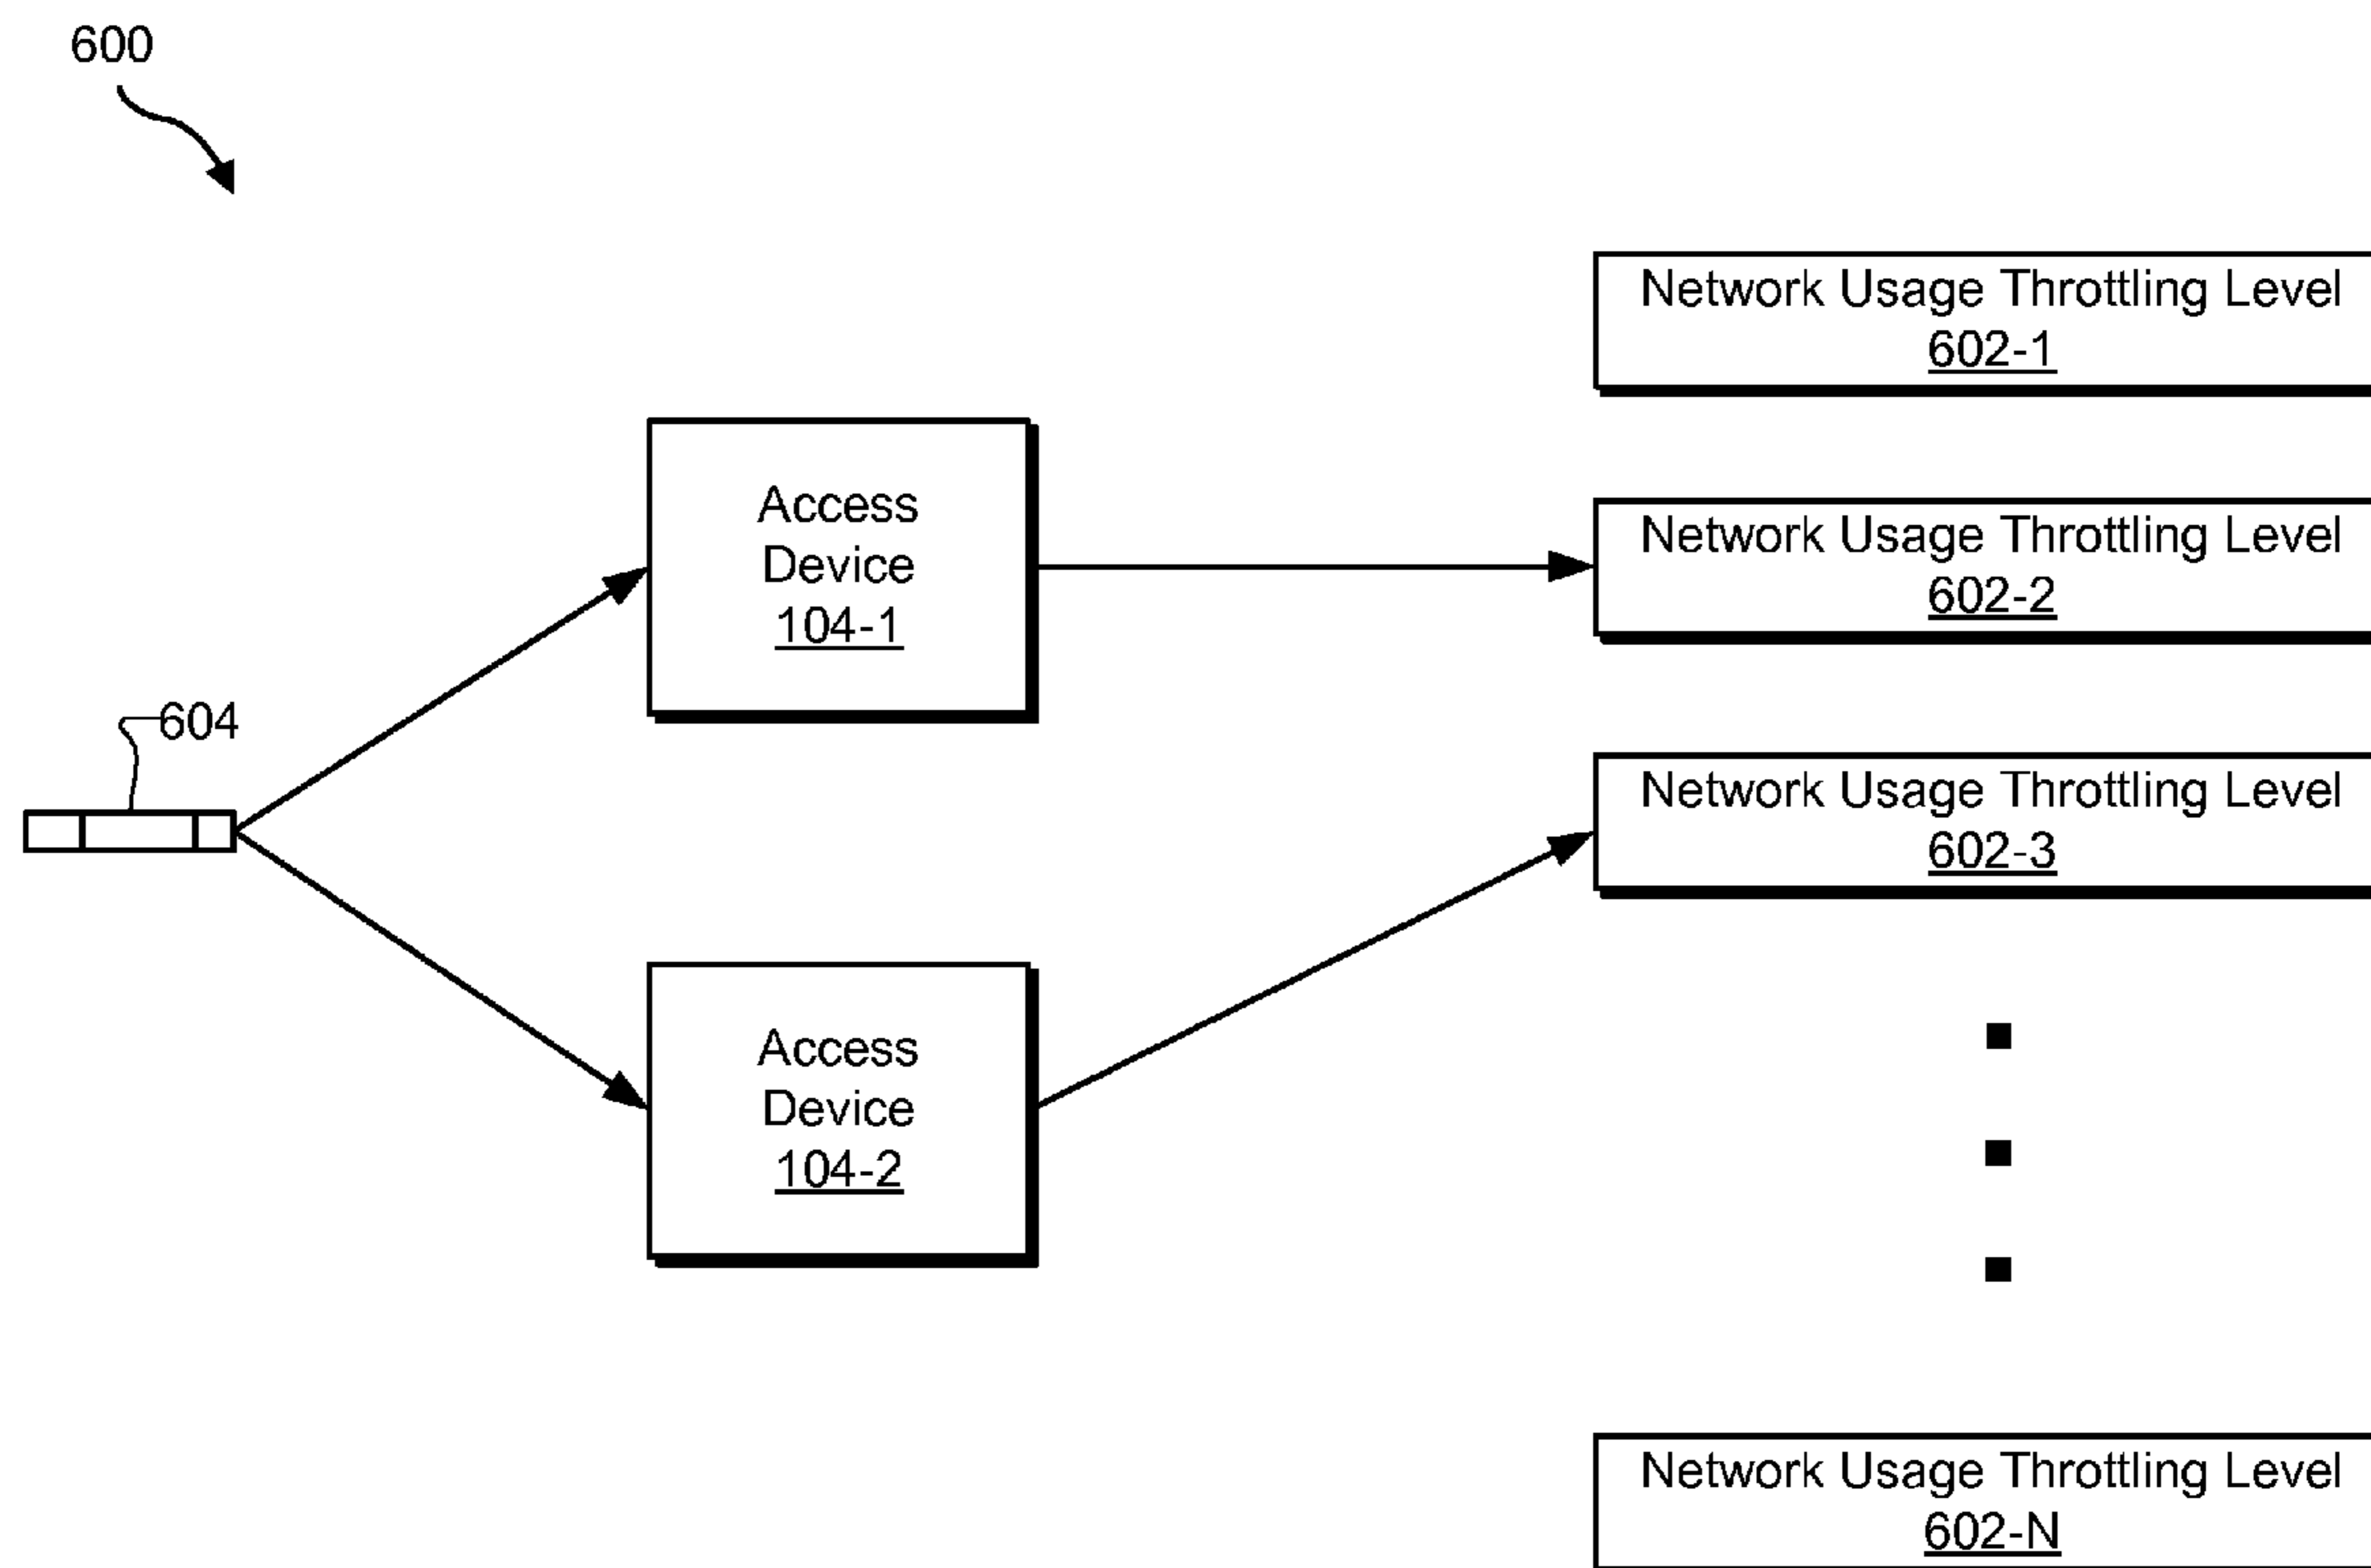 600
Network Usage Throttling Level
602-1
Access
Device
104-1
Network Usage Throttling Level
602-2
604
Network Usage Throttling Level
602-3
Access
Device
104-2
Network Usage Throttling Level
602-N